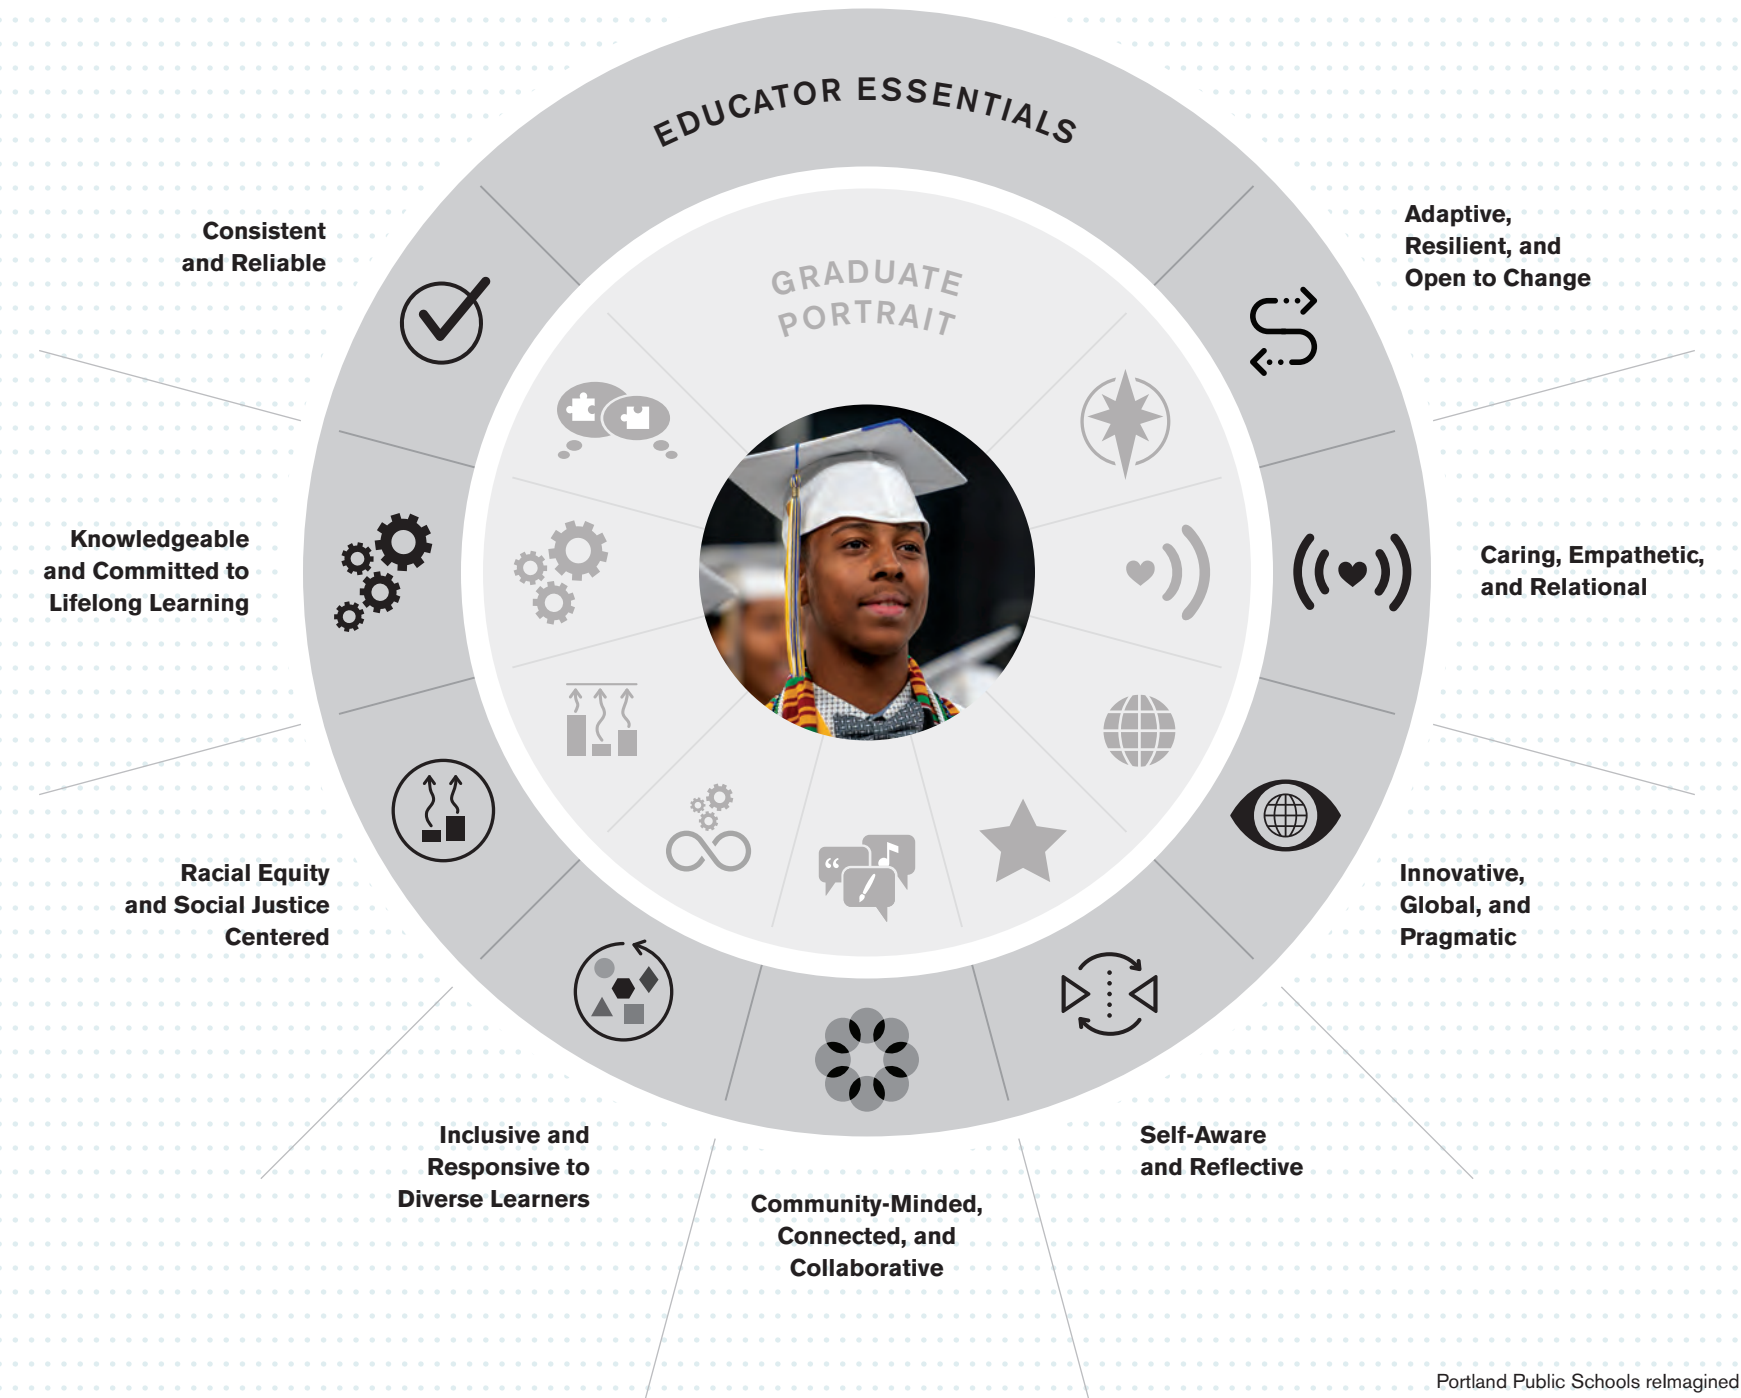 EDUCATOR ESSENTIALS
GRADUATE
PORTRAIT
Consistent
and Reliable
Adaptive,
Resilient, and
Open to Change
Knowledgeable
and Committed to
Lifelong Learning
Caring, Empathetic,
and Relational
Racial Equity
and Social Justice
Centered
Innovative,
Global, and
Pragmatic
Inclusive and
Responsive to
Diverse Learners
Community-Minded,
Connected, and
Collaborative
Self-Aware
and Reflective
Portland Public Schools reImagined